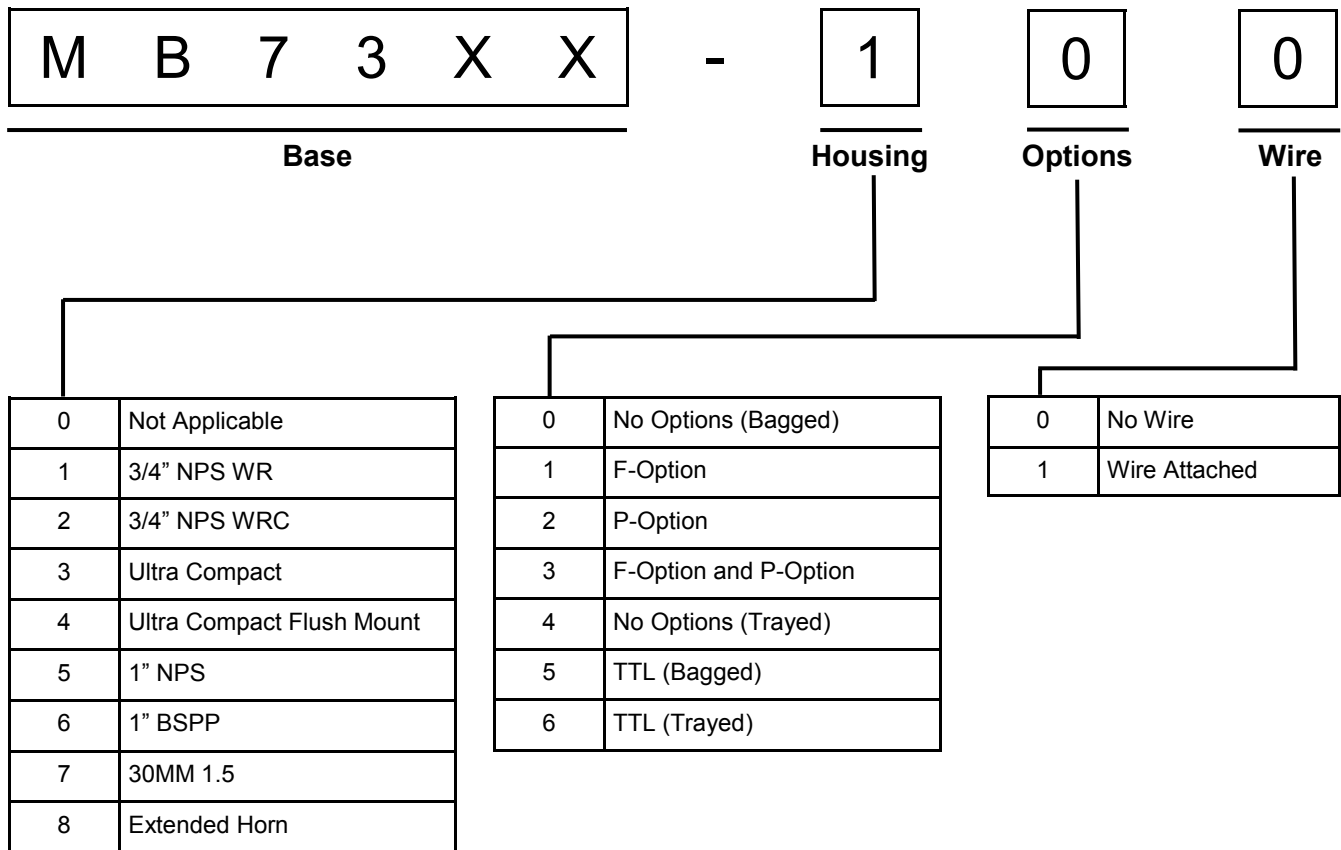 M B 7 3 X X - 1 0 0
Base Housing Options Wire
0 Not Applicable
1 3/4” NPS WR
2 3/4” NPS WRC
3 Ultra Compact
4 Ultra Compact Flush Mount
5 1” NPS
6 1” BSPP
7 30MM 1.5
8 Extended Horn
0 No Options (Bagged)
1 F-Option
2 P-Option
3 F-Option and P-Option
4 No Options (Trayed)
5 TTL (Bagged)
6 TTL (Trayed)
0 No Wire
1 Wire Attached